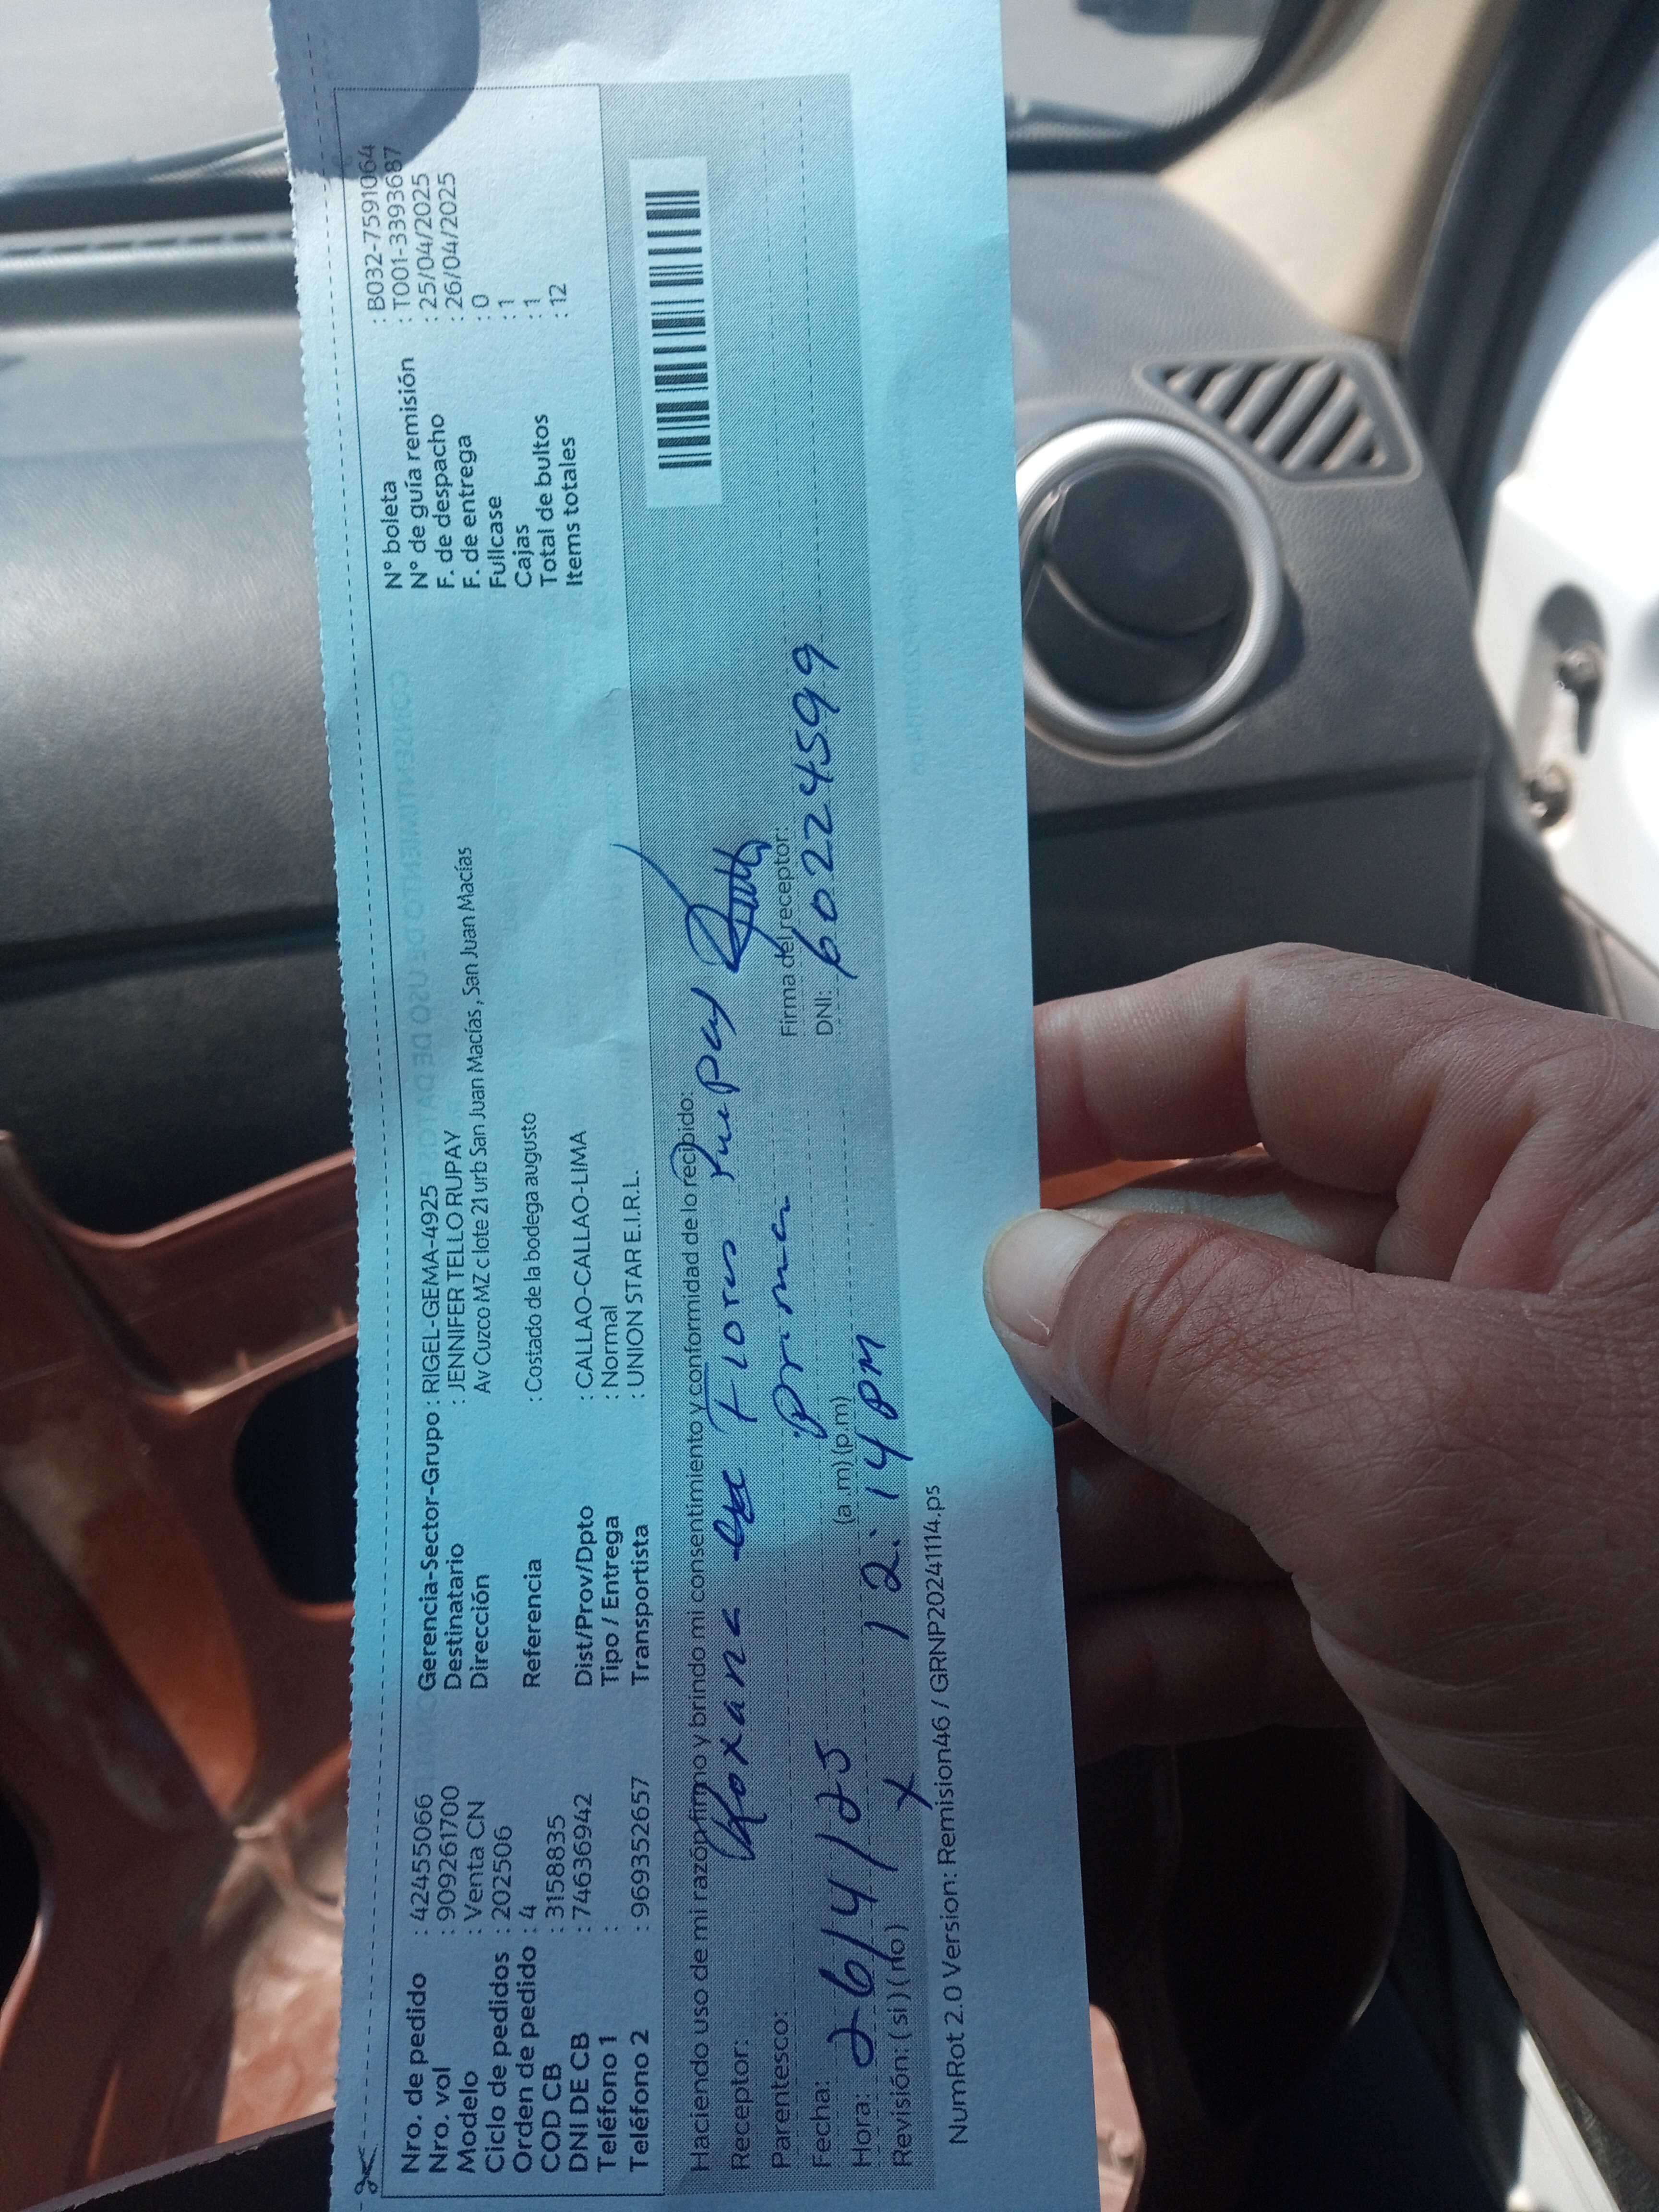 Nro. de pedido : 42455066
Nro. vol : 909261700
Modelo : Venta CN
Ciclo de pedidos : 202506
Orden de pedido : 4
COD CB : 3158835
DNI DE CB : 74636942
Teléfono 1 :
Teléfono 2 : 969352657
Gerencia-Sector-Grupo : RIGEL-GEMA-4925
Destinatario : JENNIFER TELLO RUPAY
Dirección Av Cuzco MZ c lote 21 urb San Juan Macías , San Juan Macías
Referencia : Costado de la bodega augusto
Dist/Prov/Dpto : CALLAO-CALLAO-LIMA
Tipo / Entrega : Normal
Transportista : UNION STAR E.I.R.L.
N° boleta : B032-7591064
N° de guía remisión : T001-3393687
F. de despacho : 25/04/2025
F. de entrega : 26/04/2025
Fullcase : 0
Cajas : 1
Total de bultos : 1
Items totales : 12
Haciendo uso de mi razón firmo y brindo mi consentimiento y conformidad de lo recibido:
Receptor: Roxana Flores Rupay
Parentesco: prima
Firma del receptor:
Fecha: 26/4/25
DNI: 60224599
Hora: 12.14 pm (a m) (p.m)
Revisión: ( si ) ( no ) x
NumRot 2.0 Version: Remision46 / GRNP20241114.ps